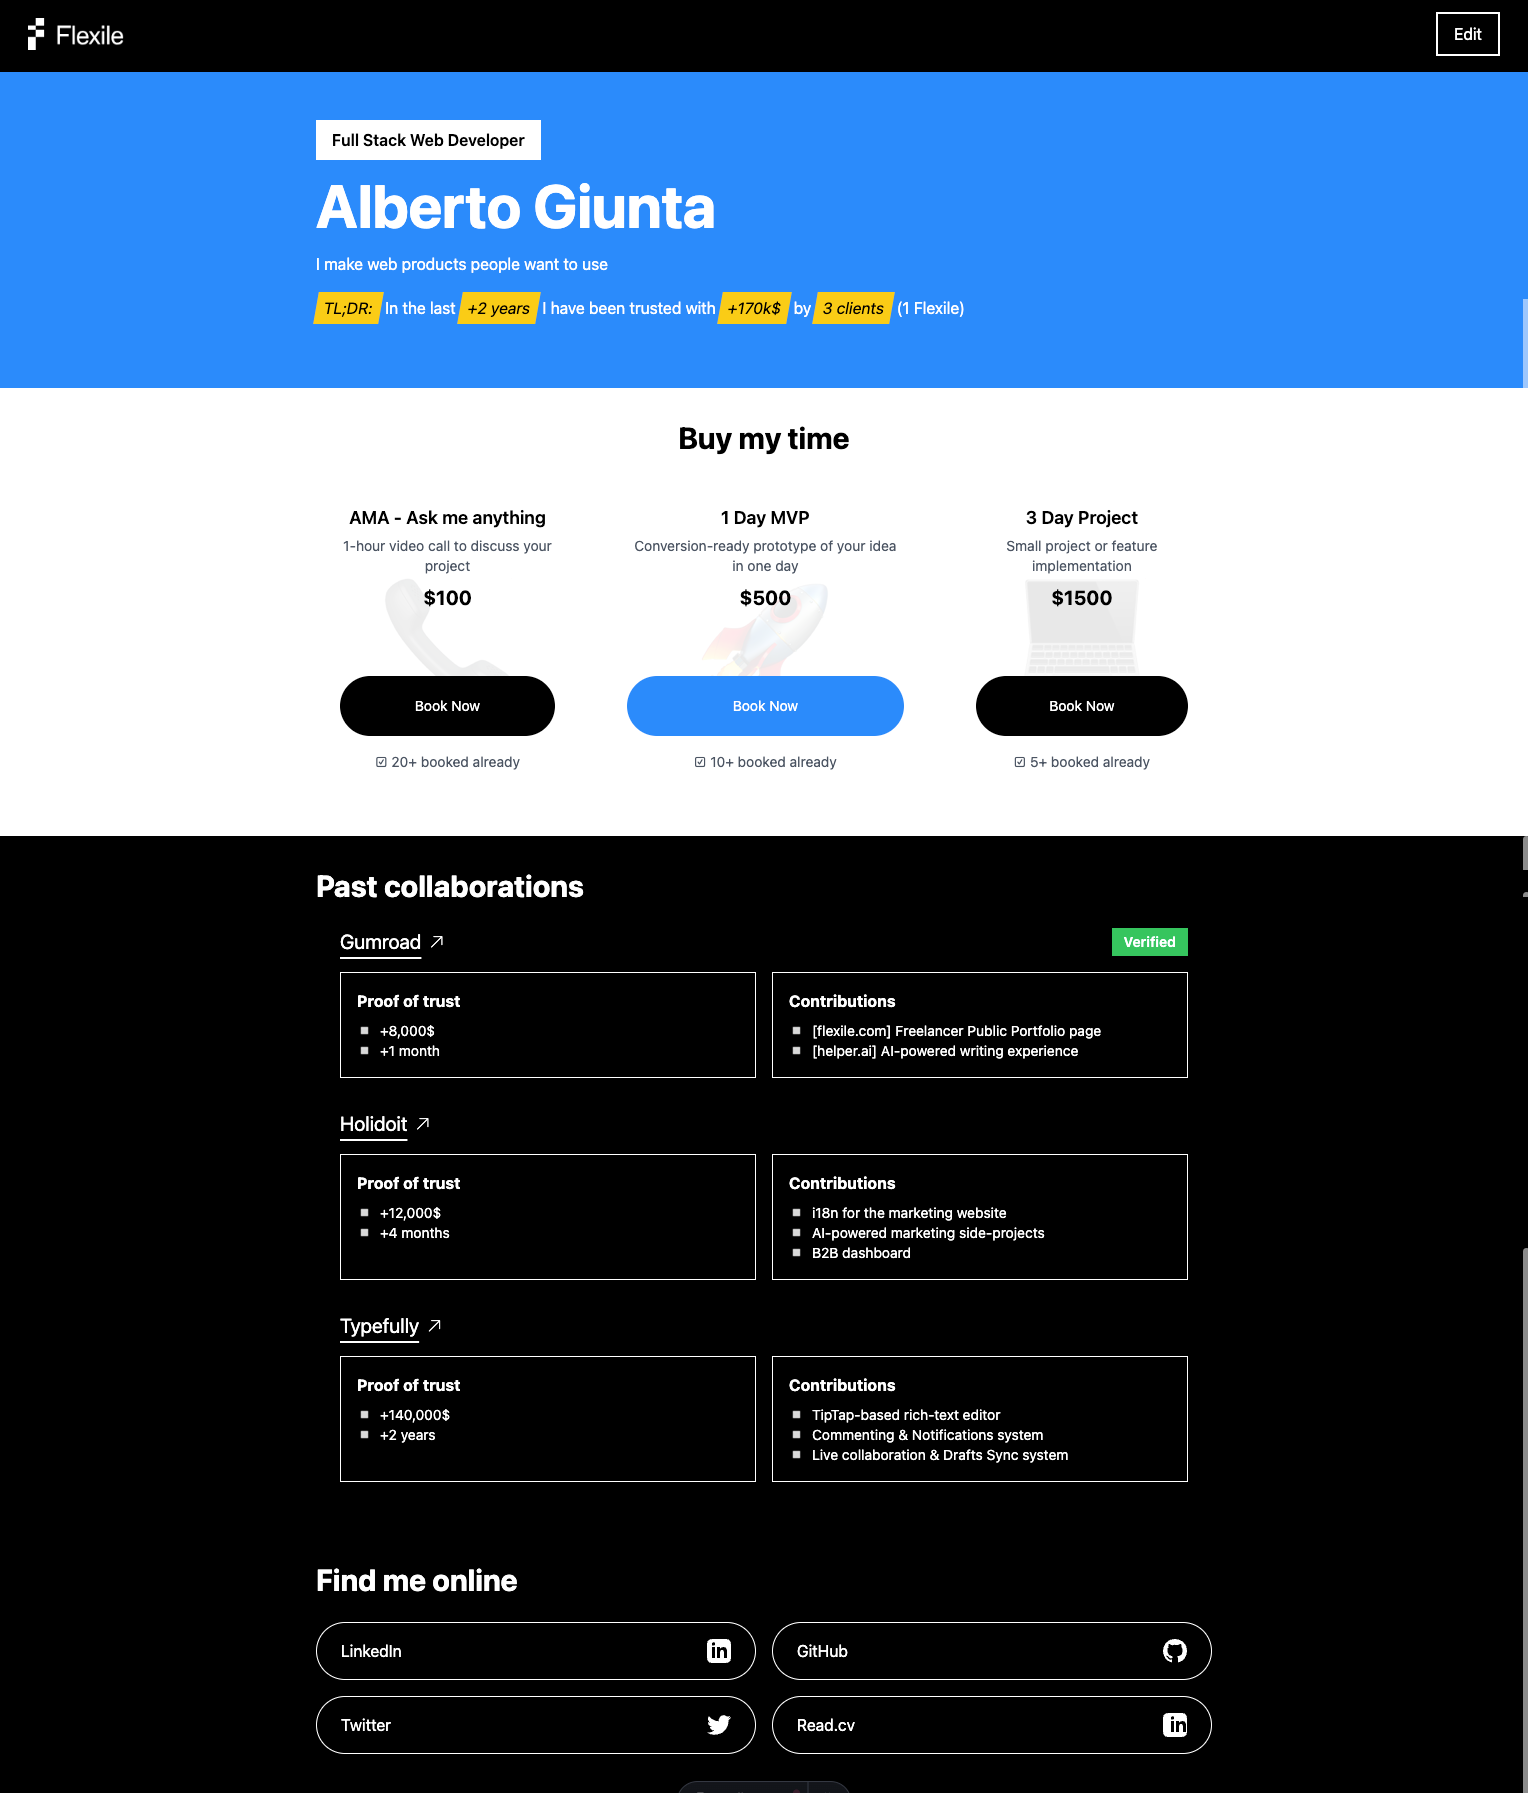 Flexile
Edit
Full Stack Web Developer
Alberto Giunta
I make web products people want to use
TL;DR: In the last +2 years I have been trusted with +170k$ by 3 clients (1 Flexile)
Buy my time
AMA - Ask me anything
1-hour video call to discuss your
project
$100
Book Now
20+ booked already
1 Day MVP
Conversion-ready prototype of your idea
in one day
$500
Book Now
10+ booked already
3 Day Project
Small project or feature
implementation
$1500
Book Now
5+ booked already
Past collaborations
Gumroad
Verified
Proof of trust
+8,000$
+1 month
Contributions
[flexile.com] Freelancer Public Portfolio page
[helper.ai] AI-powered writing experience
Holidoit
Proof of trust
+12,000$
+4 months
Contributions
i18n for the marketing website
AI-powered marketing side-projects
B2B dashboard
Typefully
Proof of trust
+140,000$
+2 years
Contributions
TipTap-based rich-text editor
Commenting & Notifications system
Live collaboration & Drafts Sync system
Find me online
LinkedIn
GitHub
Twitter
Read.cv